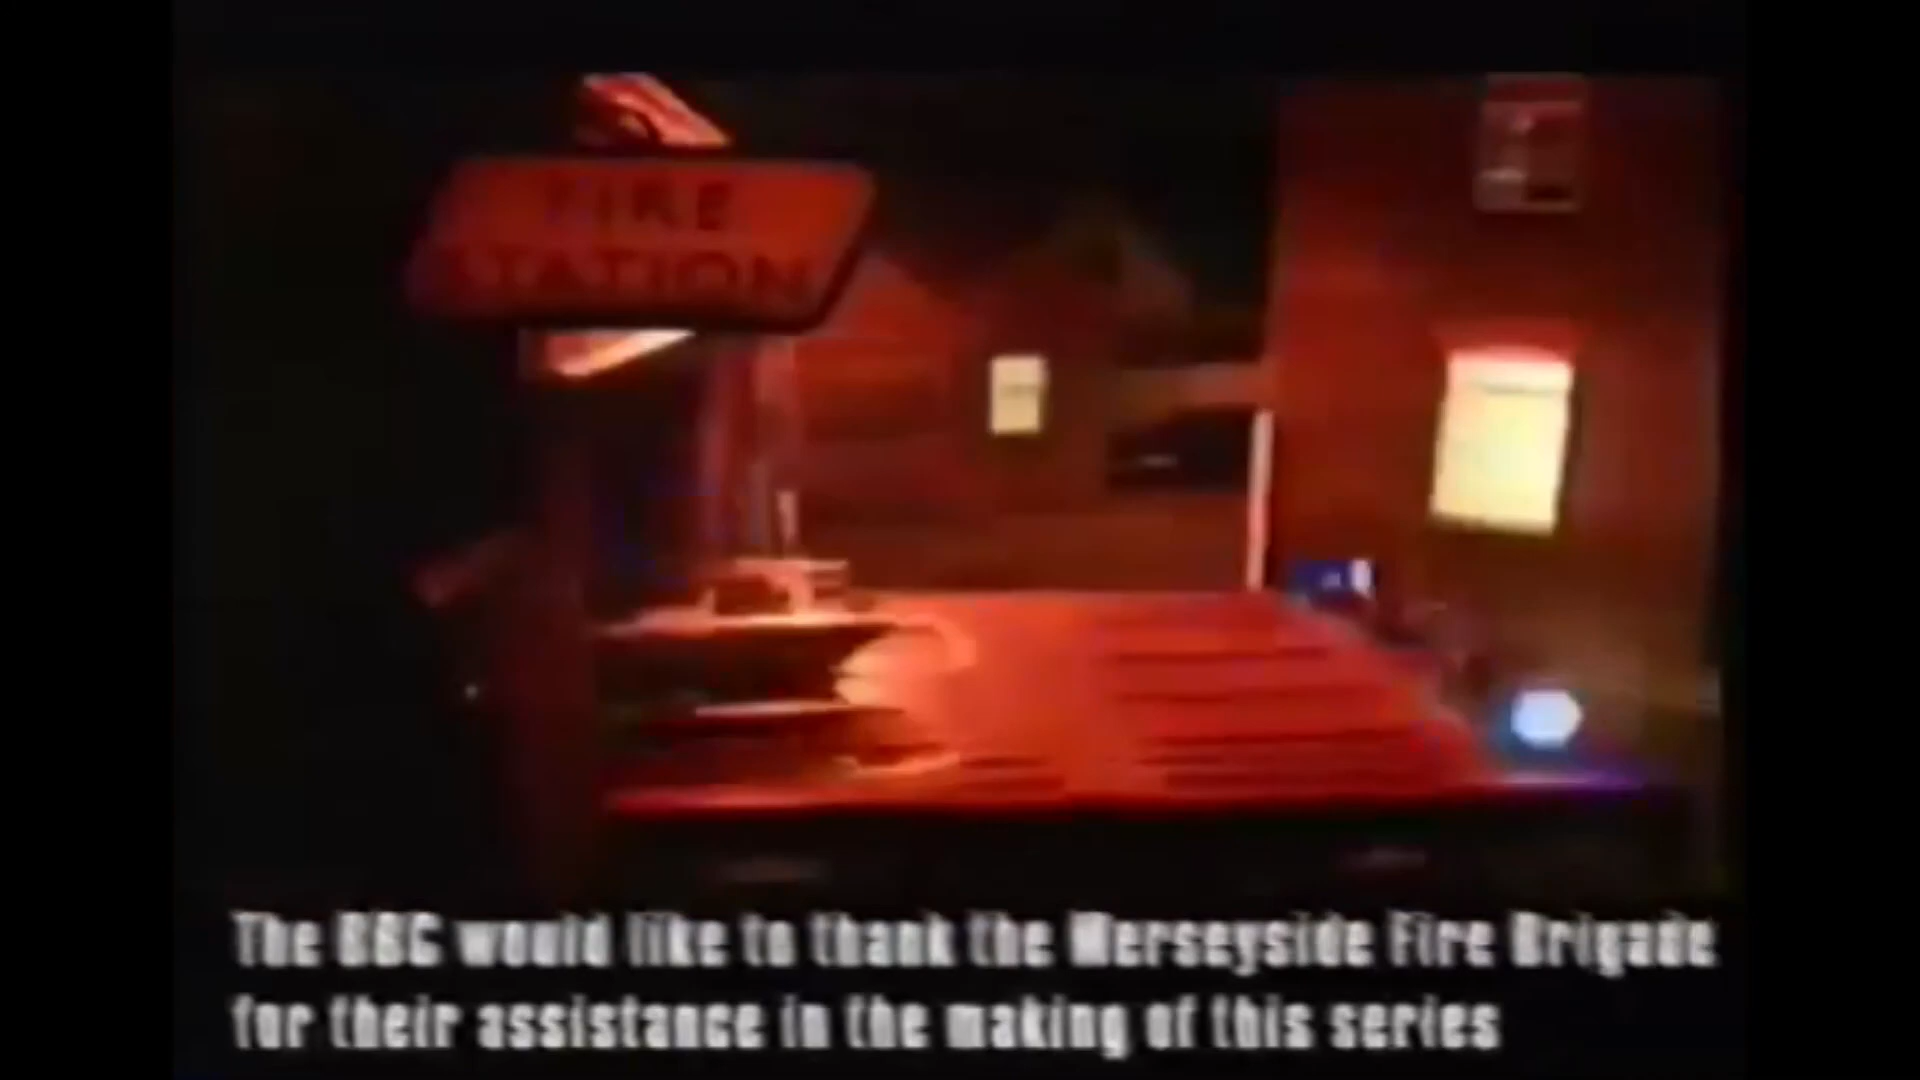 FIRE
STATION
The BBC would like to thank the Merseyside Fire Brigade
for their assistance in the making of this series